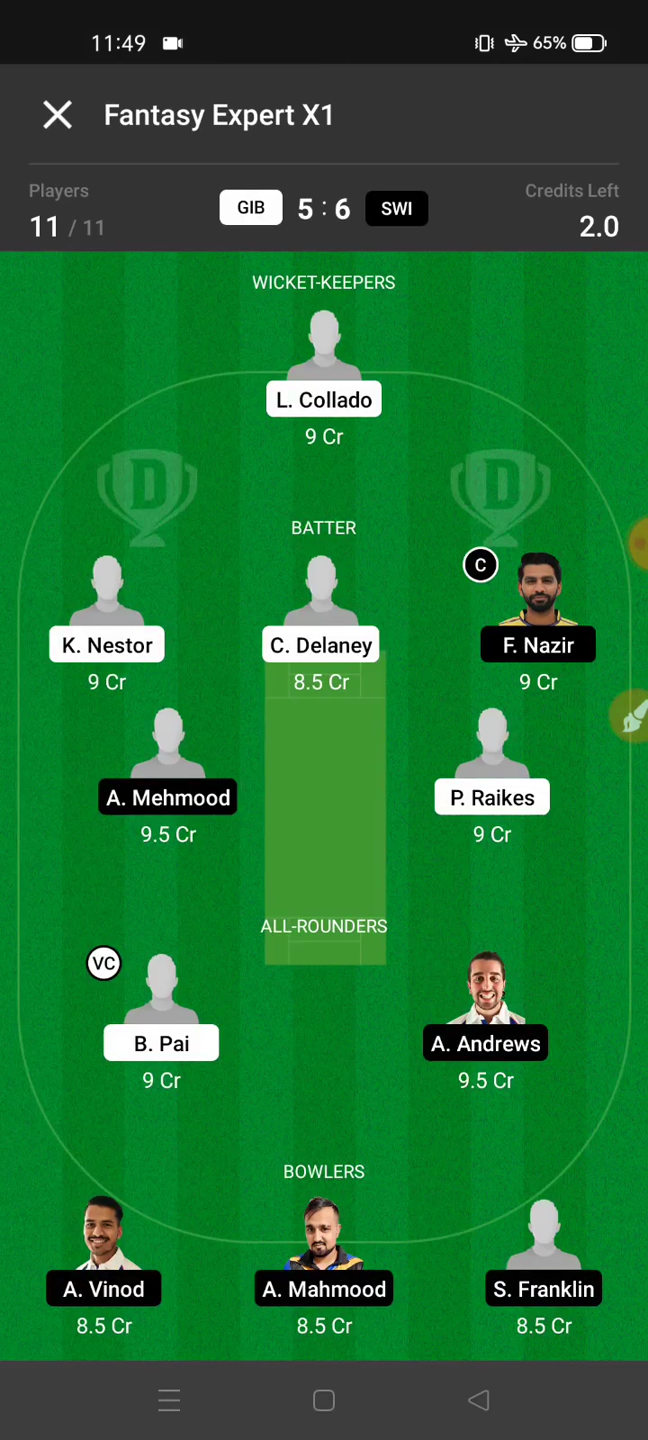 11:49
65%
Fantasy Expert X1
Players
Credits Left
11 / 11
GIB 5 : 6 SWI
2.0
WICKET-KEEPERS
L. Collado
9 Cr
D D
BATTER
C
K. Nestor C. Delaney F. Nazir
9 Cr 8.5 Cr 9 Cr
A. Mehmood P. Raikes
9.5 Cr 9 Cr
ALL-ROUNDERS
VC
B. Pai A. Andrews
9 Cr 9.5 Cr
BOWLERS
A. Vinod A. Mahmood S. Franklin
8.5 Cr 8.5 Cr 8.5 Cr